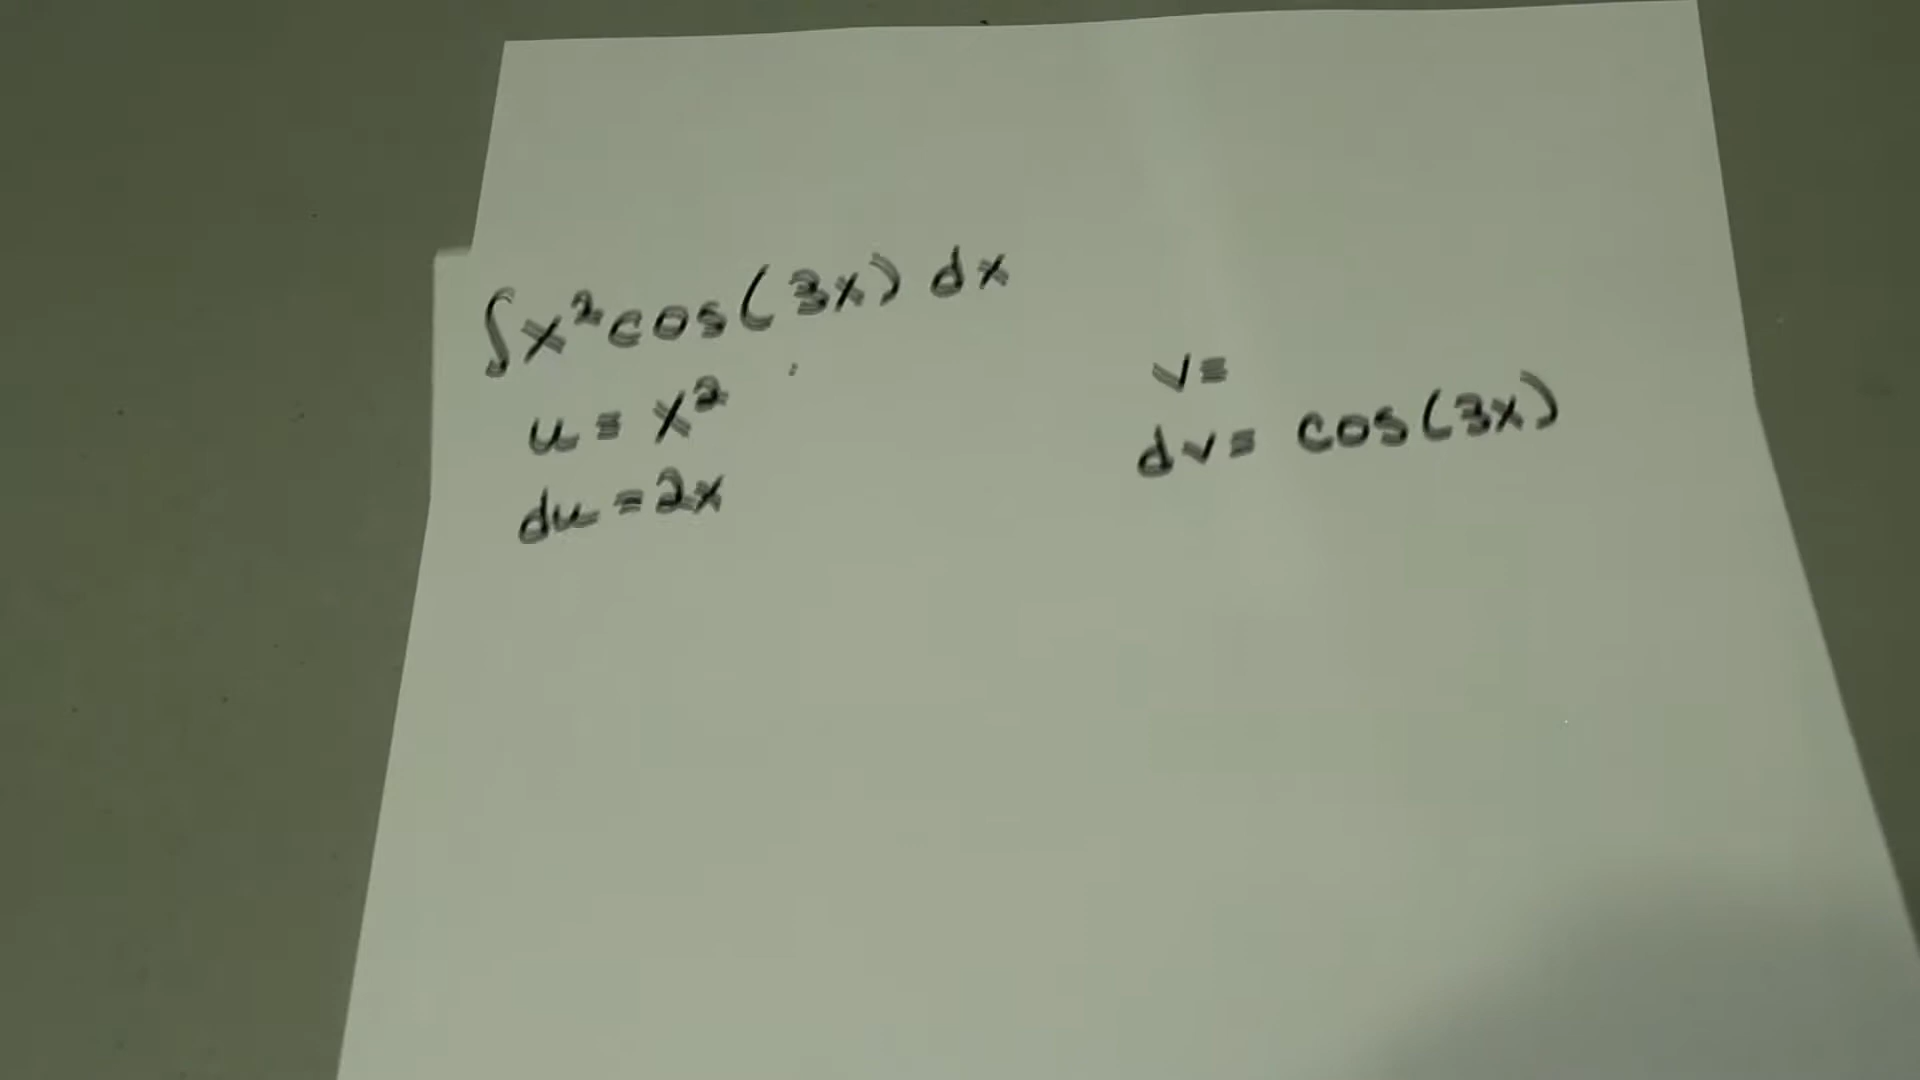 ∫x²cos(3x) dx
u = x²
du = 2x
v =
dv = cos(3x)